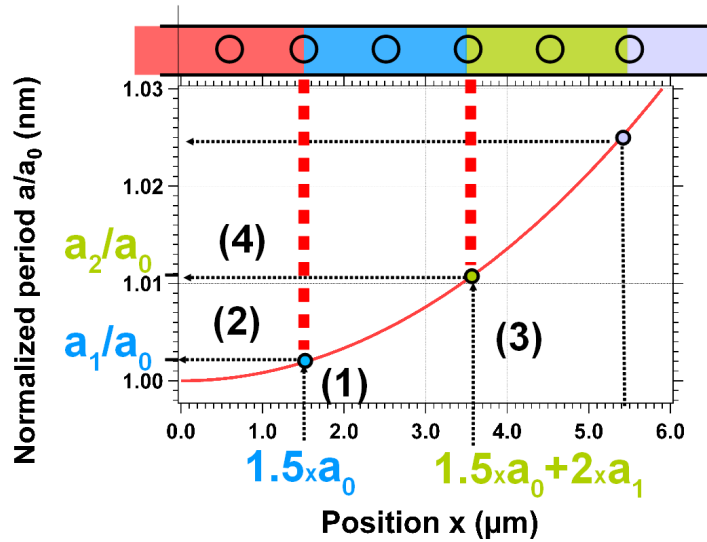 Normalized period a/a₀ (nm)
1.03
1.02
1.01
1.00
a₂/a₀
a₁/a₀
(4)
(2)
(3)
(1)
0.0 1.0 2.0 3.0 4.0 5.0 6.0
1.5xa₀ 1.5xa₀+2xa₁
Position x (μm)